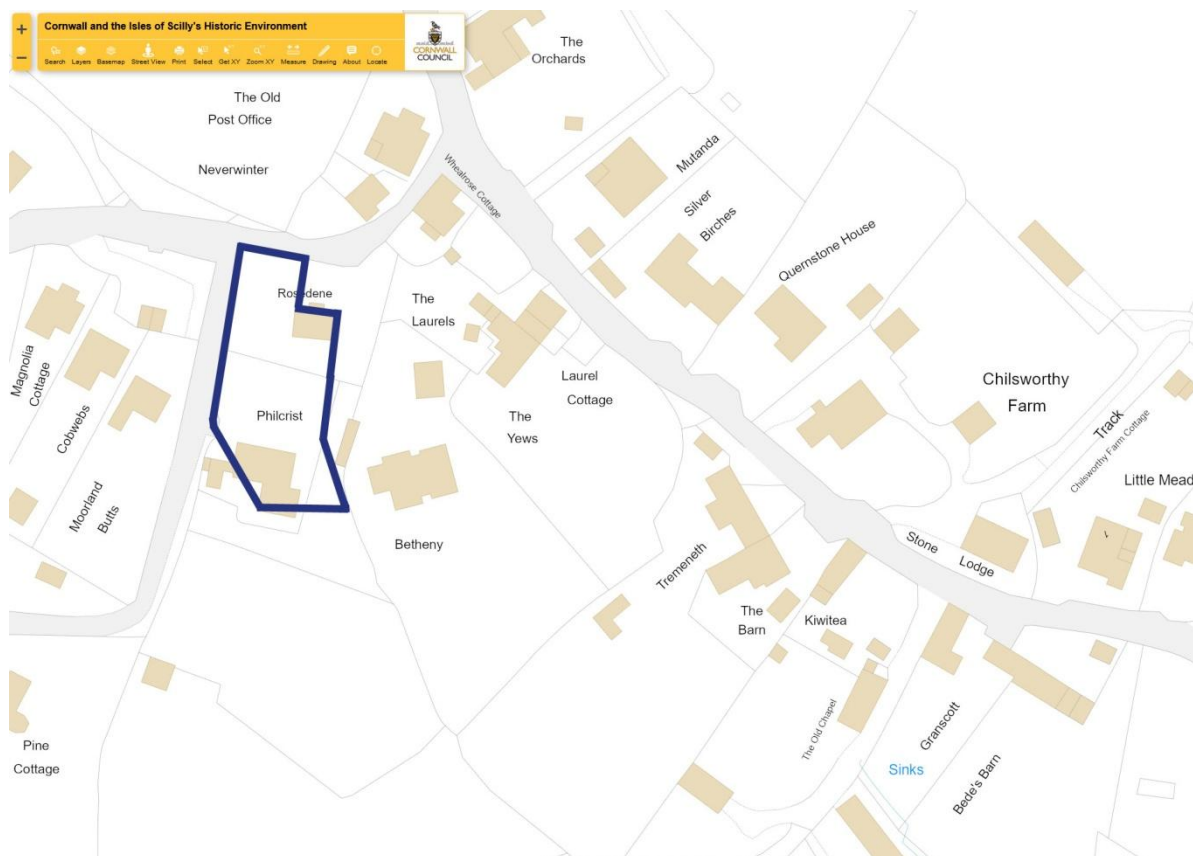 Cornwall and the Isles of Scilly's Historic Environment
Search Layers Basemap Street View Print Select Get XY Zoom XY Measure Drawing About Locate
CORNWALL
COUNCIL
The
Orchards
The Old
Post Office
Neverwinter
Whealrose Cottage
Mutanda
Silver
Birches
Quernstone House
Rosedene
The
Laurels
Magnolia
Cottage
Cobwebs
Moorland
Butts
Philcrist
Laurel
Cottage
The
Yews
Chilsworthy
Farm
Track
Chilsworthy Farm Cottage
Little Mead
Betheny
Tremeneth
Stone
Lodge
The
Barn
Kiwitea
The Old Chapel
Granscott
Sinks
Bede's Barn
Pine
Cottage